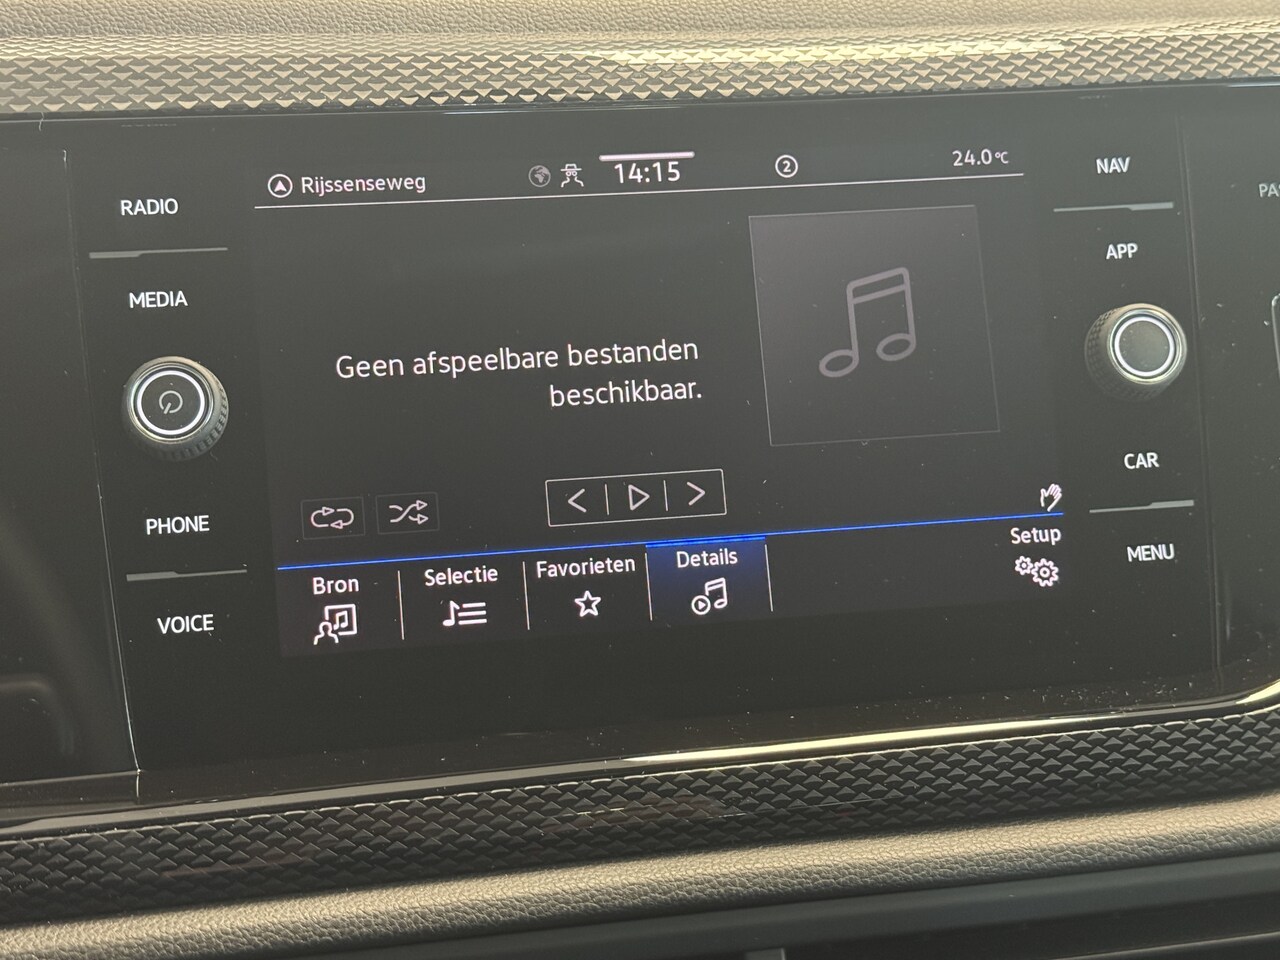 Rijssenseweg
14:15
2
24.0°C
NAV
RADIO
APP
MEDIA
Geen afspeelbare bestanden
beschikbaar.
CAR
PHONE
MENU
VOICE
Bron
Selectie
Favorieten
Details
Setup